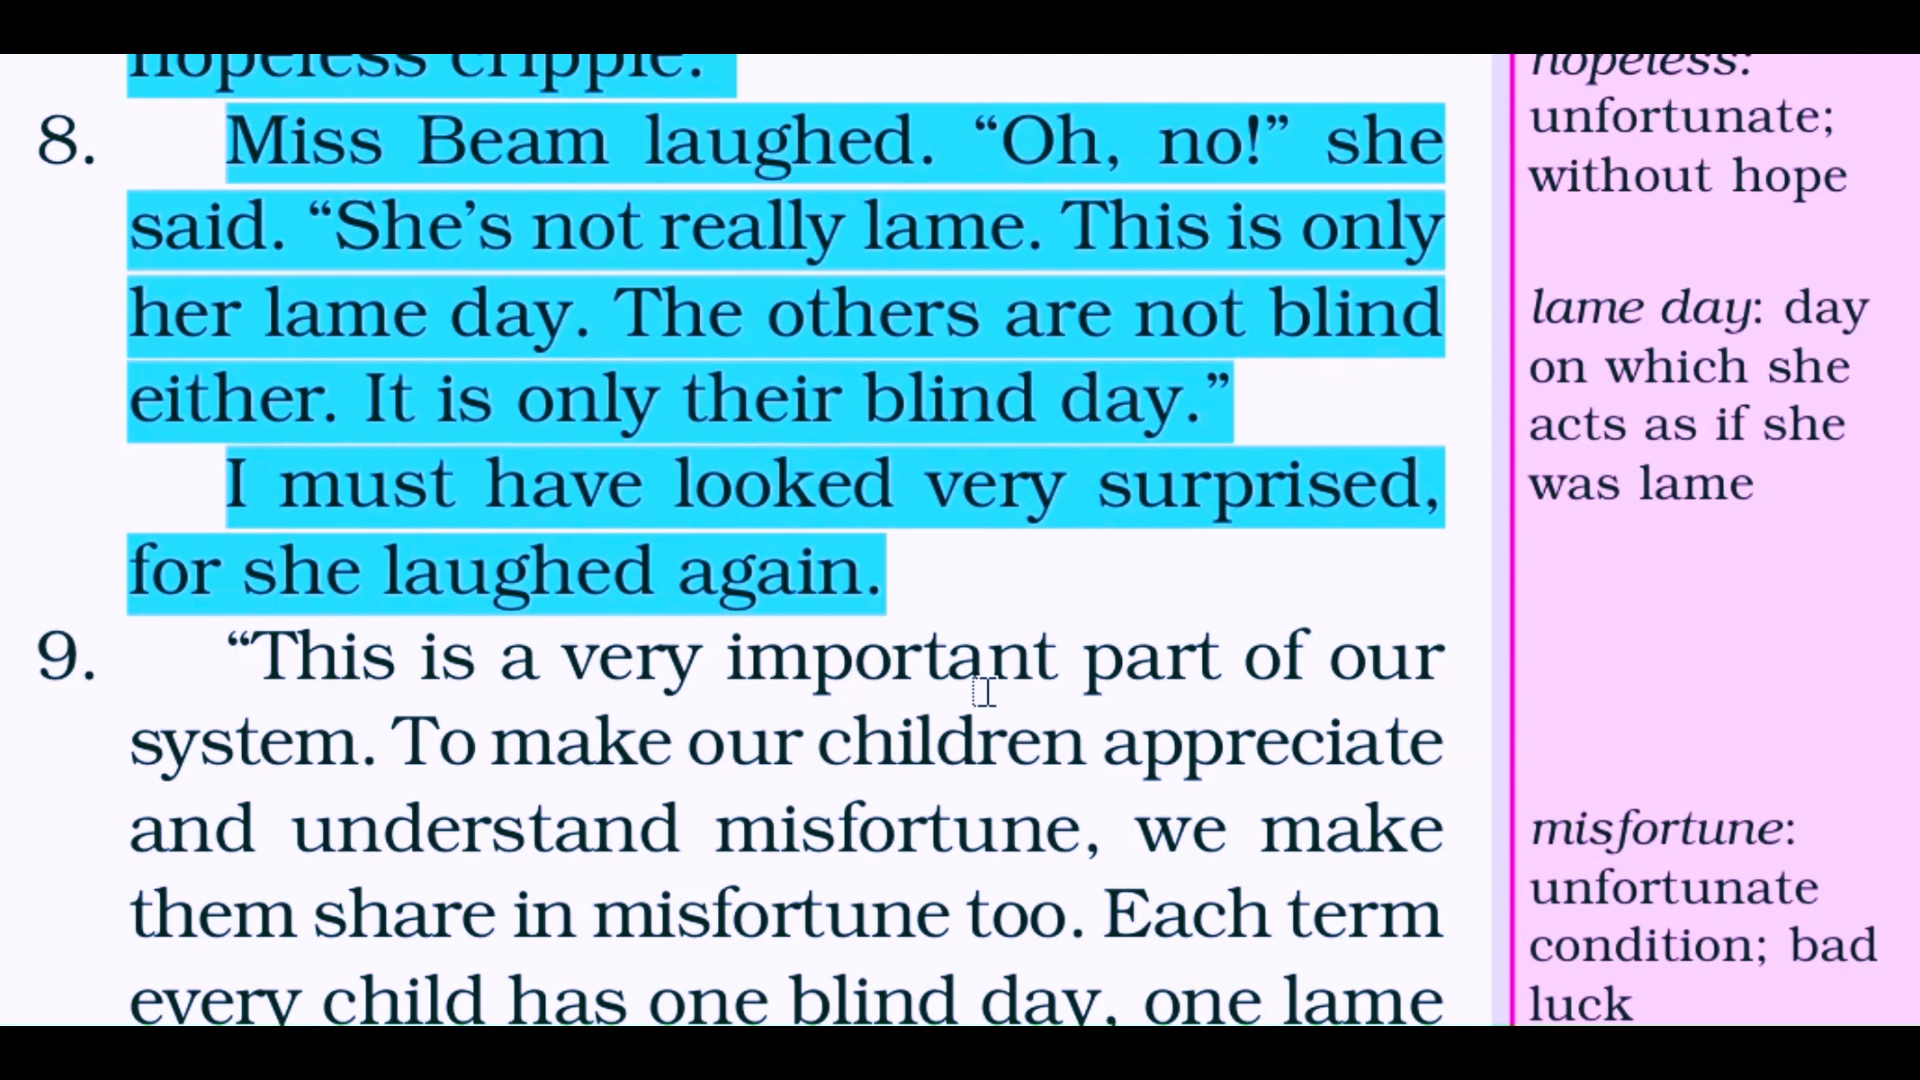 hopeless cripple.
8. Miss Beam laughed. “Oh, no!” she
said. “She’s not really lame. This is only
her lame day. The others are not blind
either. It is only their blind day.”
I must have looked very surprised,
for she laughed again.
9. “This is a very important part of our
system. To make our children appreciate
and understand misfortune, we make
them share in misfortune too. Each term
every child has one blind day, one lame
hopeless:
unfortunate;
without hope
lame day: day
on which she
acts as if she
was lame
misfortune:
unfortunate
condition; bad
luck